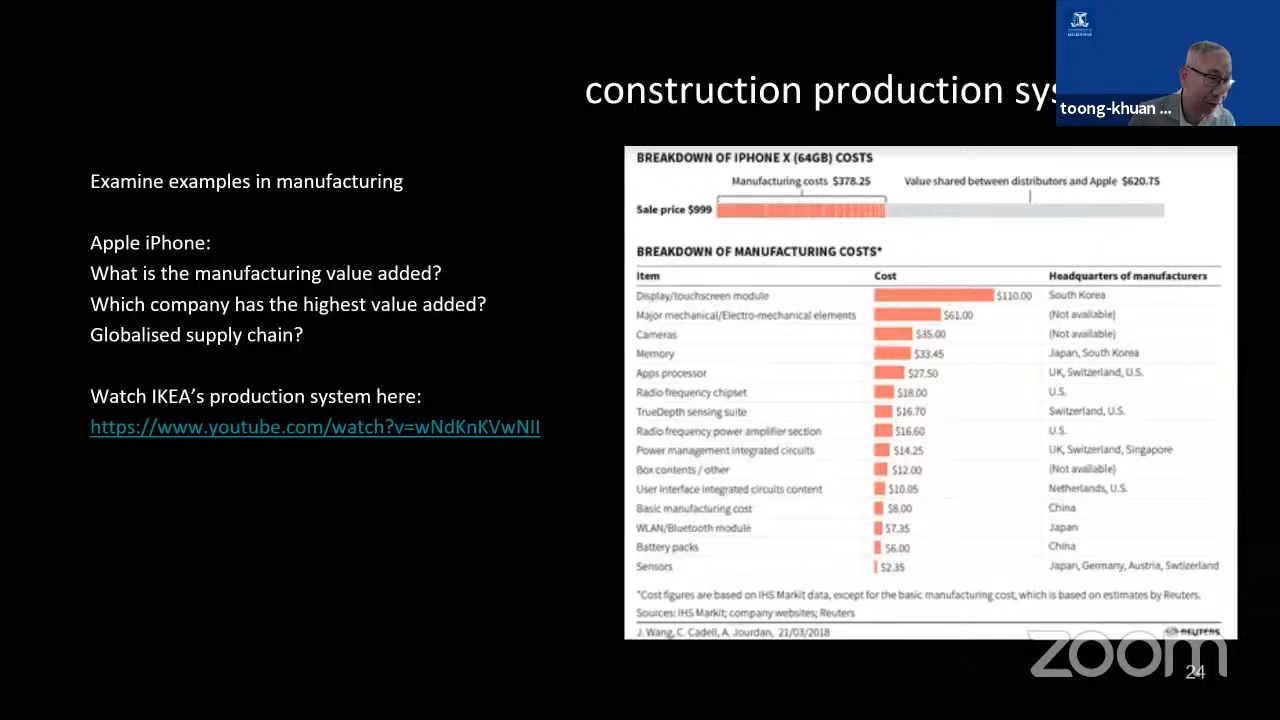 construction production sys
toong-khuan ...
MELBOURNE
Examine examples in manufacturing
Apple iPhone:
What is the manufacturing value added?
Which company has the highest value added?
Globalised supply chain?
Watch IKEA's production system here:
https://www.youtube.com/watch?v=wNdKnKVwNII
BREAKDOWN OF IPHONE X (64GB) COSTS
Manufacturing costs $378.25 Value shared between distributors and Apple $620.75
Sale price $999
BREAKDOWN OF MANUFACTURING COSTS*
Item Cost Headquarters of manufacturers
Display/touchscreen module $110.00 South Korea
Major mechanical/Electro-mechanical elements $61.00 (Not available)
Cameras $35.00 (Not available)
Memory $33.45 Japan, South Korea
Apps processor $27.50 UK, Switzerland, U.S.
Radio frequency chipset $18.00 U.S.
TrueDepth sensing suite $16.70 Switzerland, U.S.
Radio frequency power amplifier section $16.60 U.S.
Power management integrated circuits $14.25 UK, Switzerland, Singapore
Box contents / other $12.00 (Not available)
User interface integrated circuits content $10.05 Netherlands, U.S.
Basic manufacturing cost $8.00 China
WLAN/Bluetooth module $7.35 Japan
Battery packs $6.00 China
Sensors $2.35 Japan, Germany, Austria, Swtizerland
*Cost figures are based on IHS Markit data, except for the basic manufacturing cost, which is based on estimates by Reuters.
Sources: IHS Markit; company websites; Reuters
J. Wang, C. Cadell, A. Jourdan, 21/03/2018 REUTERS
zoom
24